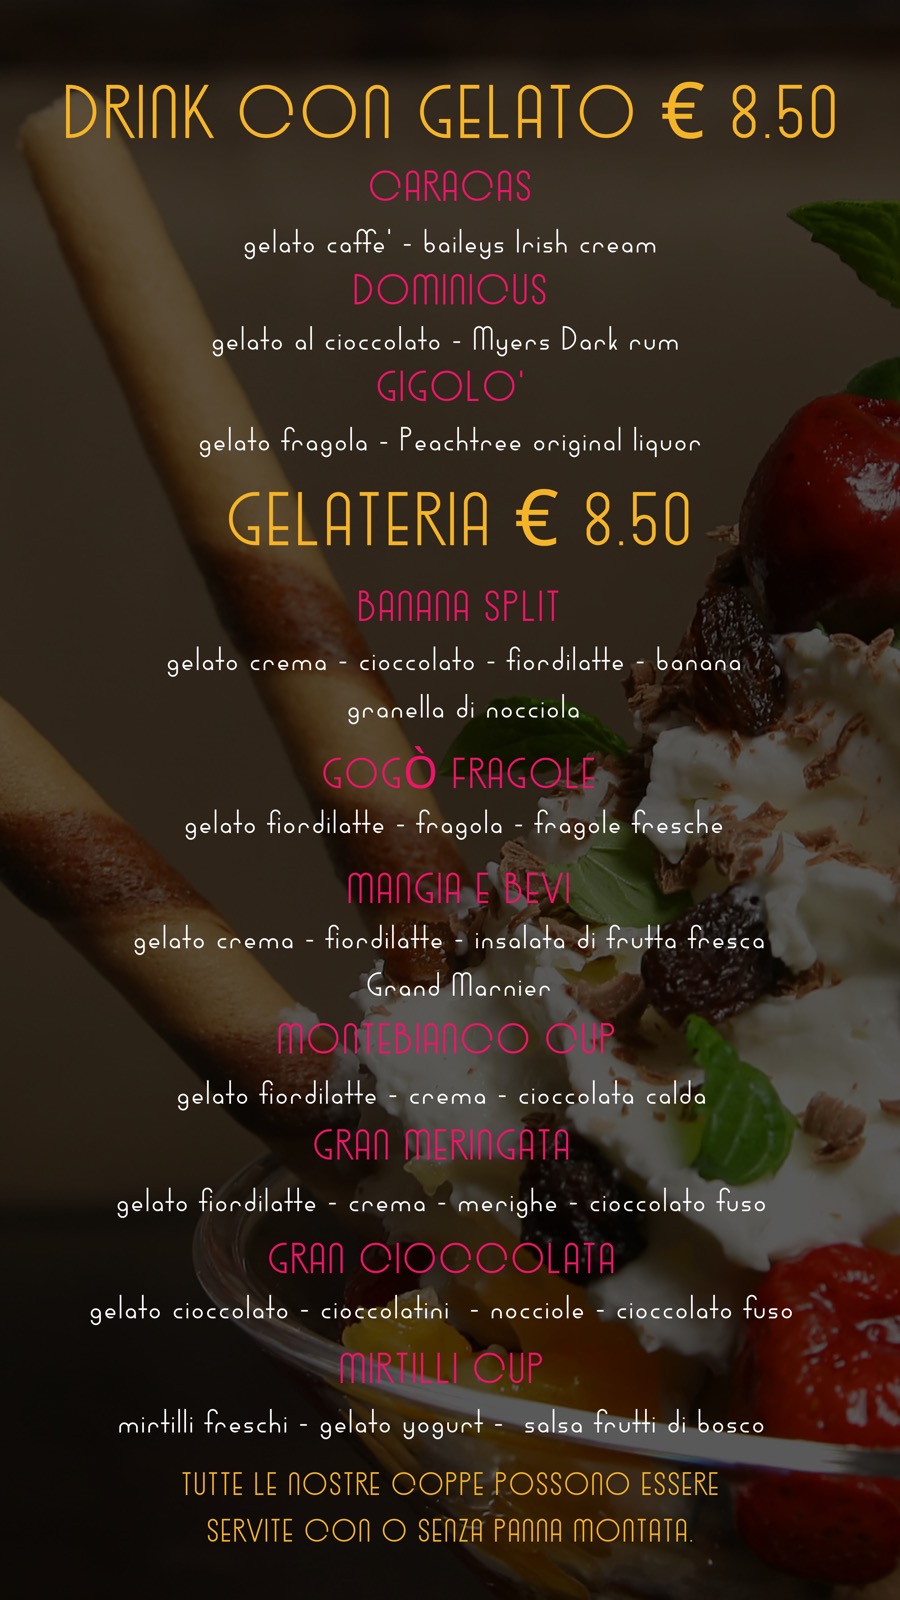 DRINK CON GELATO € 8.50
CARACAS
gelato caffe' - baileys Irish cream
DOMINICUS
gelato al cioccolato - Myers Dark rum
GIGOLO'
gelato fragola - Peachtree original liquor
GELATERIA € 8.50
BANANA SPLIT
gelato crema - cioccolato - fiordilatte - banana
granella di nocciola
GOGÒ FRAGOLE
gelato fiordilatte - fragola - fragole fresche
MANGIA E BEVI
gelato crema - fiordilatte - insalata di frutta fresca
Grand Marnier
MONTEBIANCO CUP
gelato fiordilatte - crema - cioccolata calda
GRAN MERINGATA
gelato fiordilatte - crema - merighe - cioccolato fuso
GRAN CIOCCOLATA
gelato cioccolato - cioccolatini - nocciole - cioccolato fuso
MIRTILLI CUP
mirtilli freschi - gelato yogurt - salsa frutti di bosco
TUTTE LE NOSTRE COPPE POSSONO ESSERE
SERVITE CON O SENZA PANNA MONTATA.